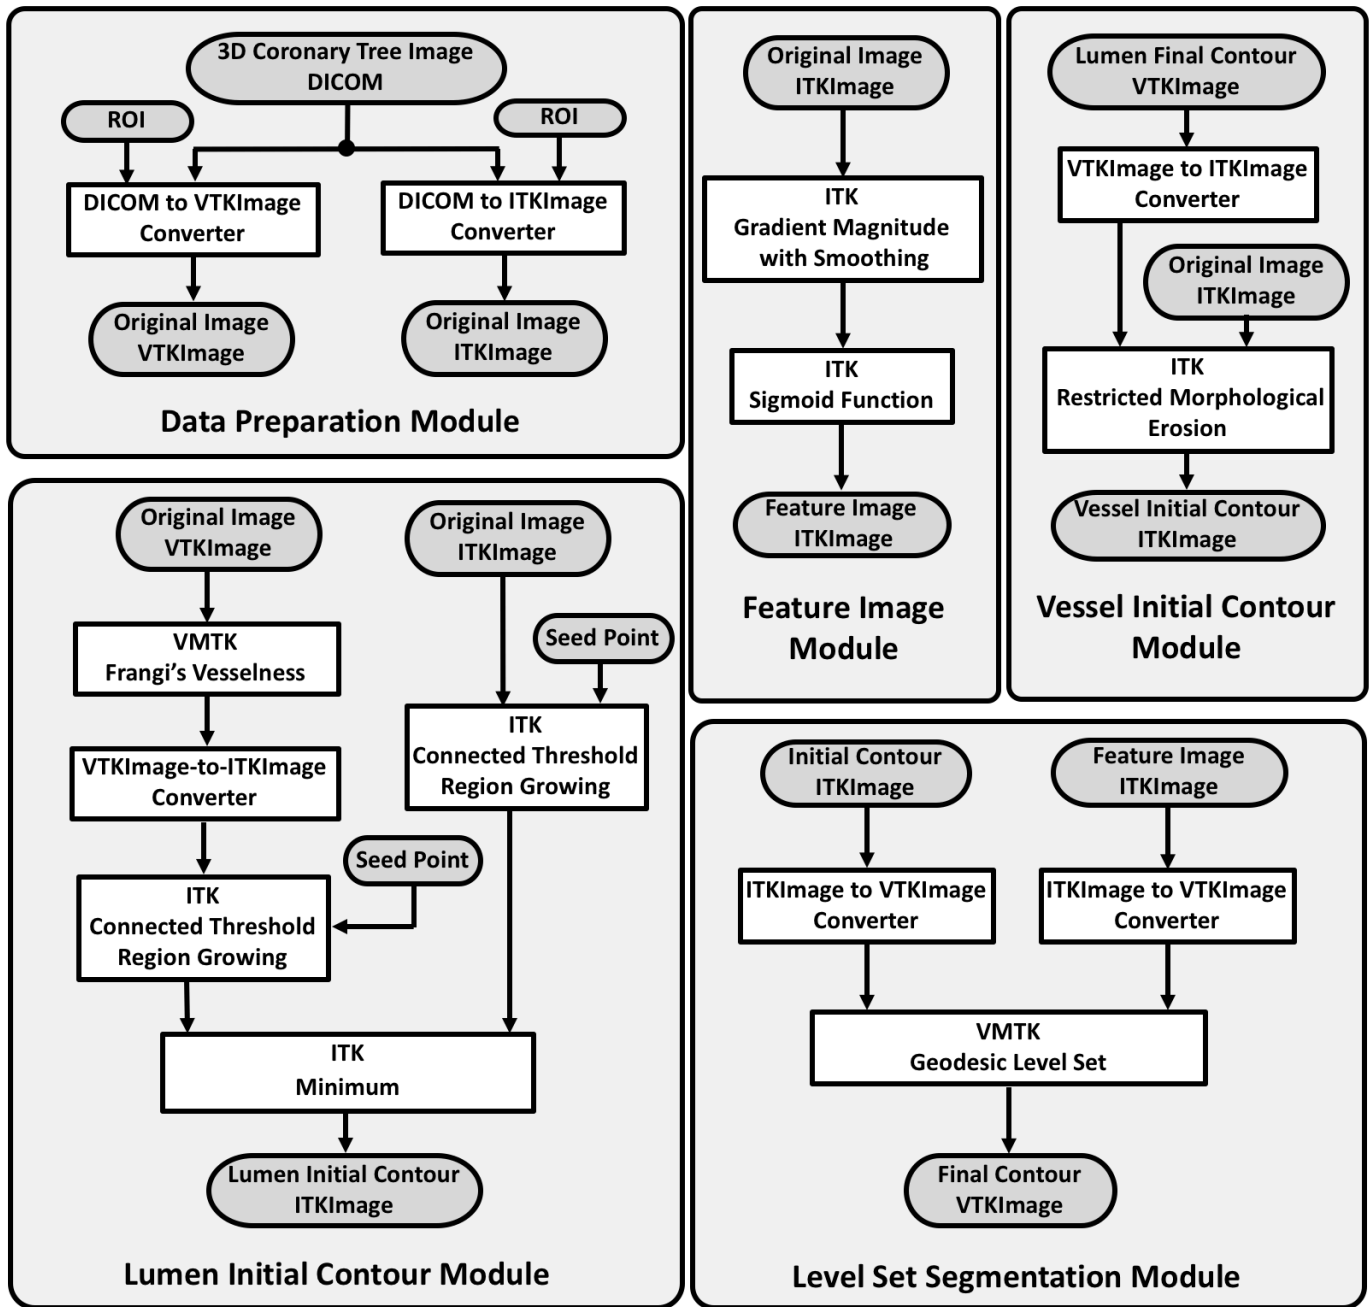 3D Coronary Tree Image
DICOM
ROI
ROI
DICOM to VTKImage
Converter
DICOM to ITKImage
Converter
Original Image
VTKImage
Original Image
ITKImage
Data Preparation Module
Original Image
ITKImage
ITK
Gradient Magnitude
with Smoothing
ITK
Sigmoid Function
Feature Image
ITKImage
Feature Image
Module
Lumen Final Contour
VTKImage
VTKImage to ITKImage
Converter
Original Image
ITKImage
ITK
Restricted Morphological
Erosion
Vessel Initial Contour
ITKImage
Vessel Initial Contour
Module
Original Image
VTKImage
Original Image
ITKImage
VMTK
Frangi’s Vesselness
Seed Point
ITK
Connected Threshold
Region Growing
VTKImage-to-ITKImage
Converter
Seed Point
ITK
Connected Threshold
Region Growing
ITK
Minimum
Lumen Initial Contour
ITKImage
Lumen Initial Contour Module
Initial Contour
ITKImage
Feature Image
ITKImage
ITKImage to VTKImage
Converter
ITKImage to VTKImage
Converter
VMTK
Geodesic Level Set
Final Contour
VTKImage
Level Set Segmentation Module